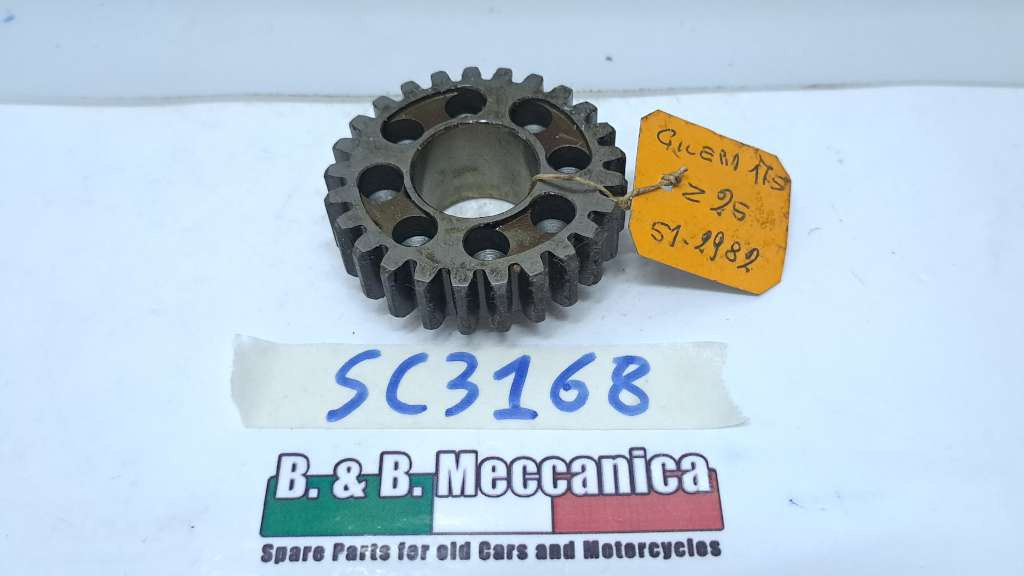 GILERA 175
Z 25
51-2982
SC3168
B. & B. Meccanica
Spare Parts for old Cars and Motorcycles